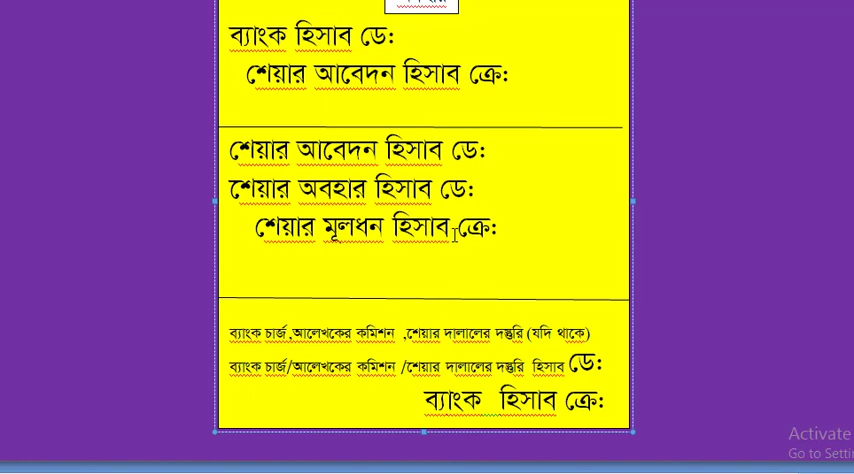 ব্যাংক হিসাব ডে:
শেয়ার আবেদন হিসাব ক্রে:
শেয়ার আবেদন হিসাব ডে:
শেয়ার অবহার হিসাব ডে:
শেয়ার মূলধন হিসাব ক্রে:
ব্যাংক চার্জ ,আলেখকের কমিশন ,শেয়ার দালালের দস্তুরি (যদি থাকে)
ব্যাংক চার্জ/আলেখকের কমিশন /শেয়ার দালালের দস্তুরি হিসাব ডে:
ব্যাংক হিসাব ক্রে:
Activate
Go to Setti